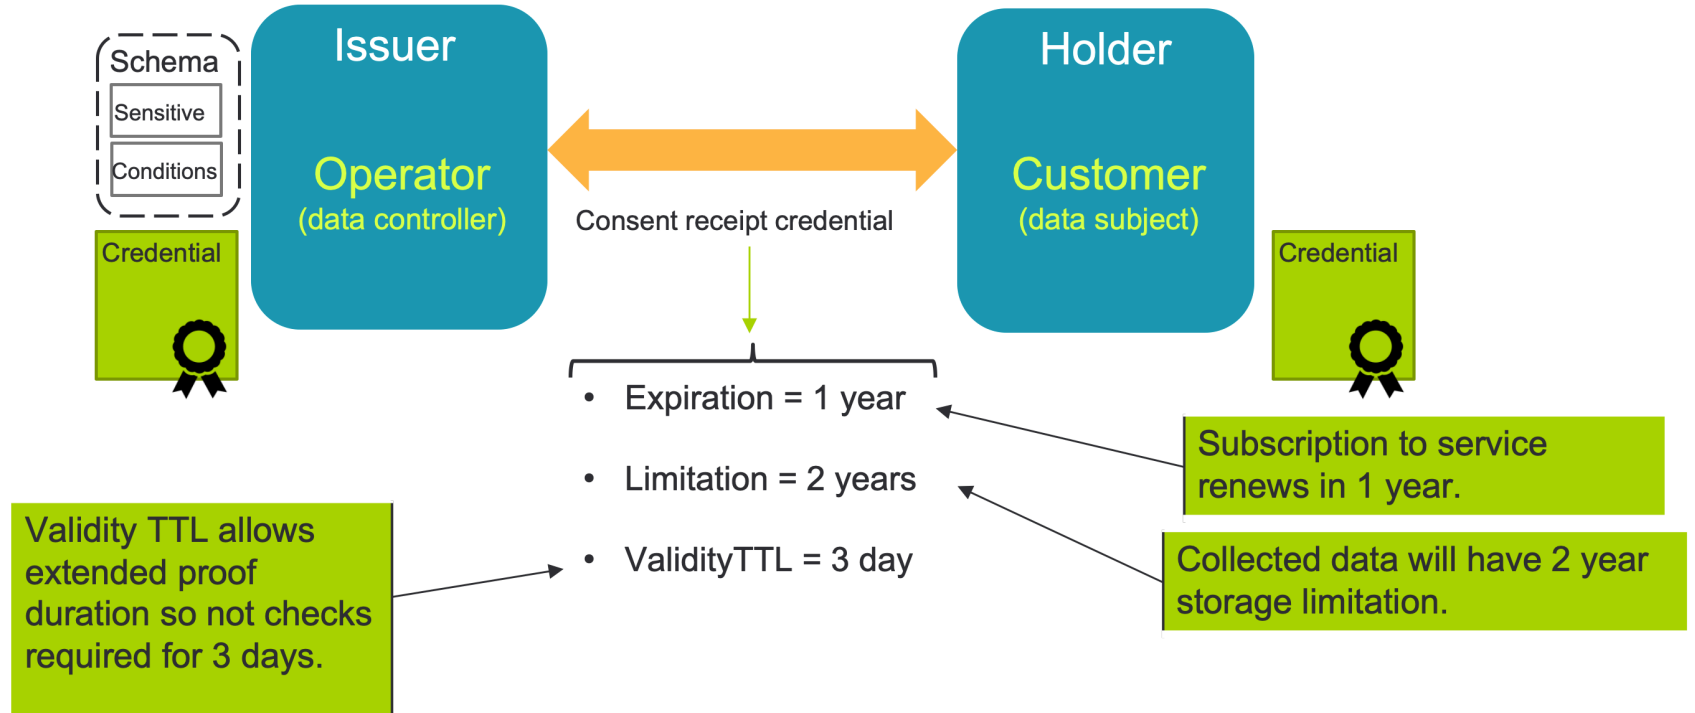 Schema
Sensitive
Conditions
Credential
Issuer
Operator
(data controller)
Consent receipt credential
Holder
Customer
(data subject)
Credential
• Expiration = 1 year
• Limitation = 2 years
• ValidityTTL = 3 day
Subscription to service
renews in 1 year.
Collected data will have 2 year
storage limitation.
Validity TTL allows
extended proof
duration so not checks
required for 3 days.